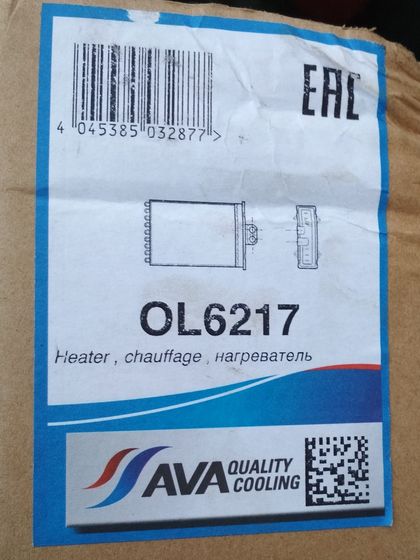 EAC
4 045385 032877 >
OL6217
Heater , chauffage , нагреватель
AVA QUALITY
COOLING